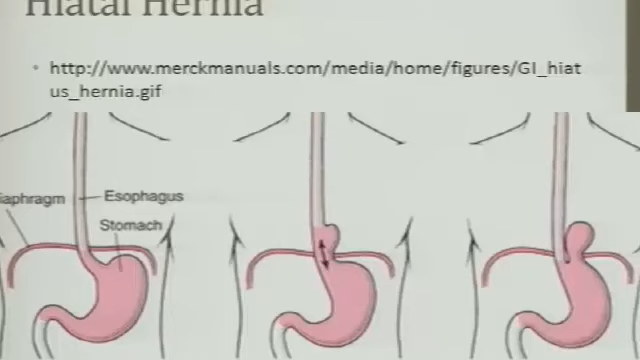 Hiatal Hernia
http://www.merckmanuals.com/media/home/figures/GI_hiat
us_hernia.gif
iaphragm
Esophagus
Stomach